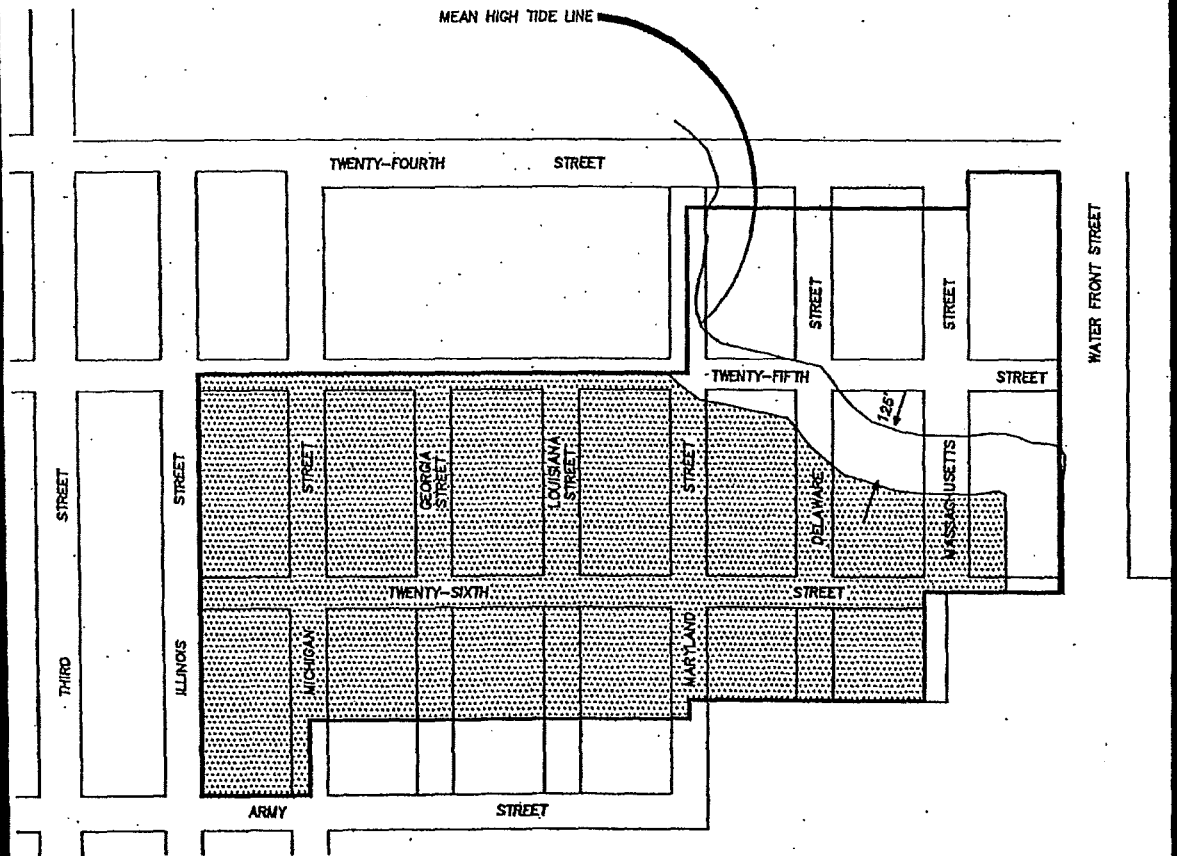 MEAN HIGH TIDE LINE
TWENTY-FOURTH STREET
WATER FRONT STREET
STREET
STREET
TWENTY-FIFTH STREET
125'
THIRD STREET
ILLINOIS STREET
MICHIGAN STREET
GEORGIA
STREET
LOUISIANA
STREET
MARYLAND STREET
DELAWARE
MASSACHUSETTS
TWENTY-SIXTH STREET
ARMY STREET